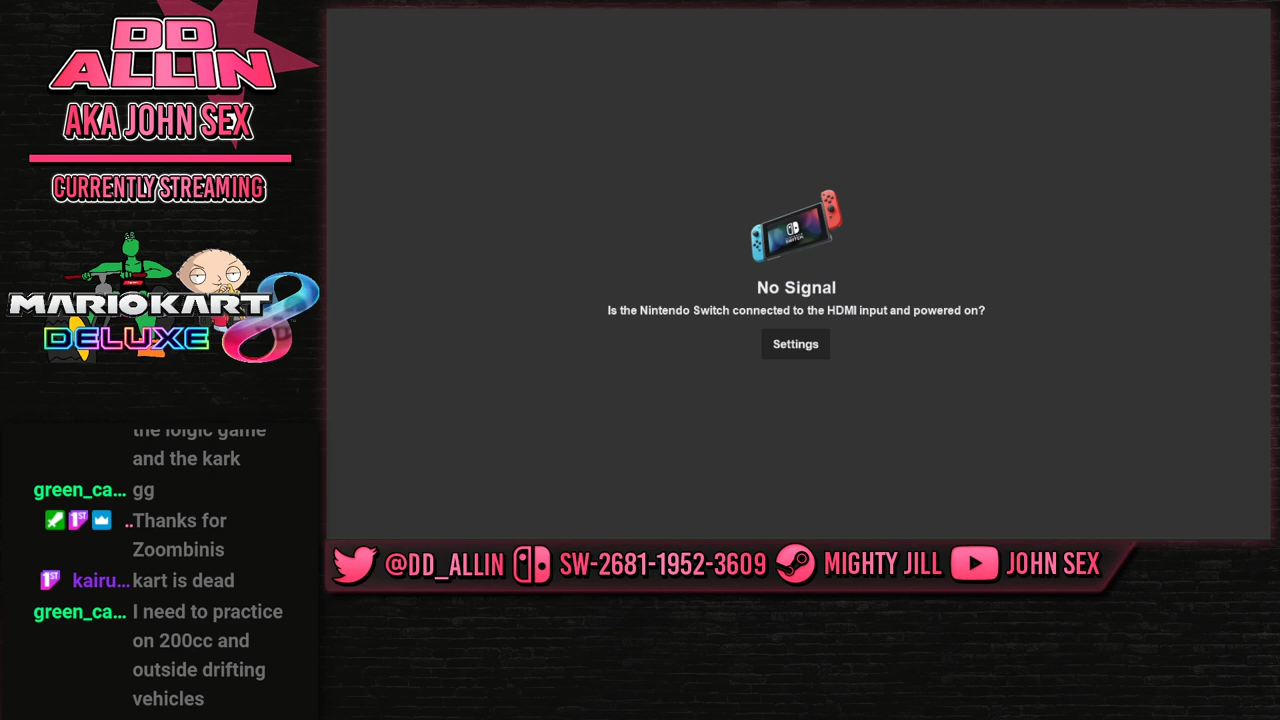 DD
ALLIN
AKA JOHN SEX
CURRENTLY STREAMING
MARIOKART 8
DELUXE
the lolgic game
and the kark
green_ca... gg
1ST ..Thanks for
Zoombinis
1ST kairu... kart is dead
green_ca... I need to practice
on 200cc and
outside drifting
vehicles
No Signal
Is the Nintendo Switch connected to the HDMI input and powered on?
Settings
@DD_ALLIN SW-2681-1952-3609 MIGHTY JILL JOHN SEX